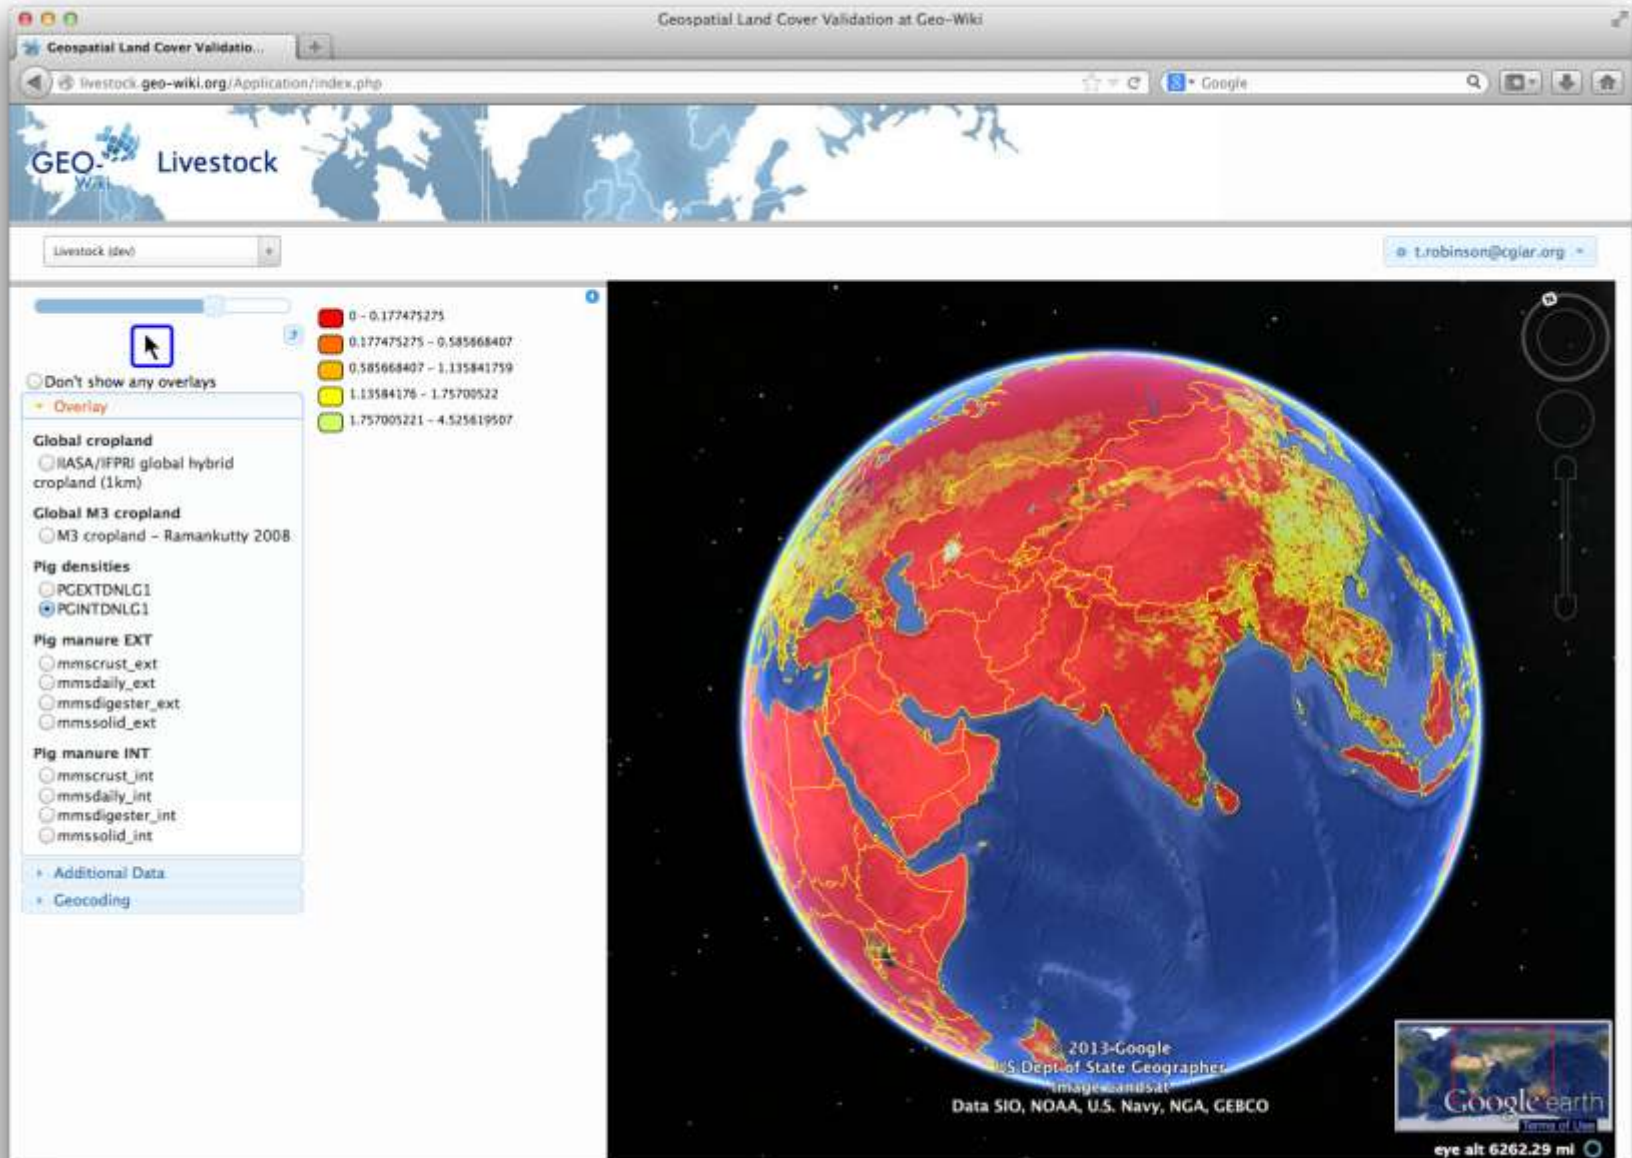 Geospatial Land Cover Validation at Geo-Wiki
Geospatial Land Cover Validatio...
livestock.geo-wiki.org/Application/index.php
Google
GEO-
Wiki
Livestock
Livestock (dev)
t.robinson@cgiar.org
0 - 0.177475275
0.177475275 - 0.585668407
0.585668407 - 1.135841759
1.13584176 - 1.75700522
1.757005221 - 4.525619507
Don't show any overlays
Overlay
Global cropland
IIASA/IFPRI global hybrid
cropland (1km)
Global M3 cropland
M3 cropland - Ramankutty 2008
Pig densities
PGEXTDNLG1
PGINTDNLG1
Pig manure EXT
mmscrust_ext
mmsdaily_ext
mmsdigester_ext
mmssolid_ext
Pig manure INT
mmscrust_int
mmsdaily_int
mmsdigester_int
mmssolid_int
Additional Data
Geocoding
© 2013 Google
US Dept of State Geographer
Image Landsat
Data SIO, NOAA, U.S. Navy, NGA, GEBCO
Google earth
Terms of Use
eye alt 6262.29 mi